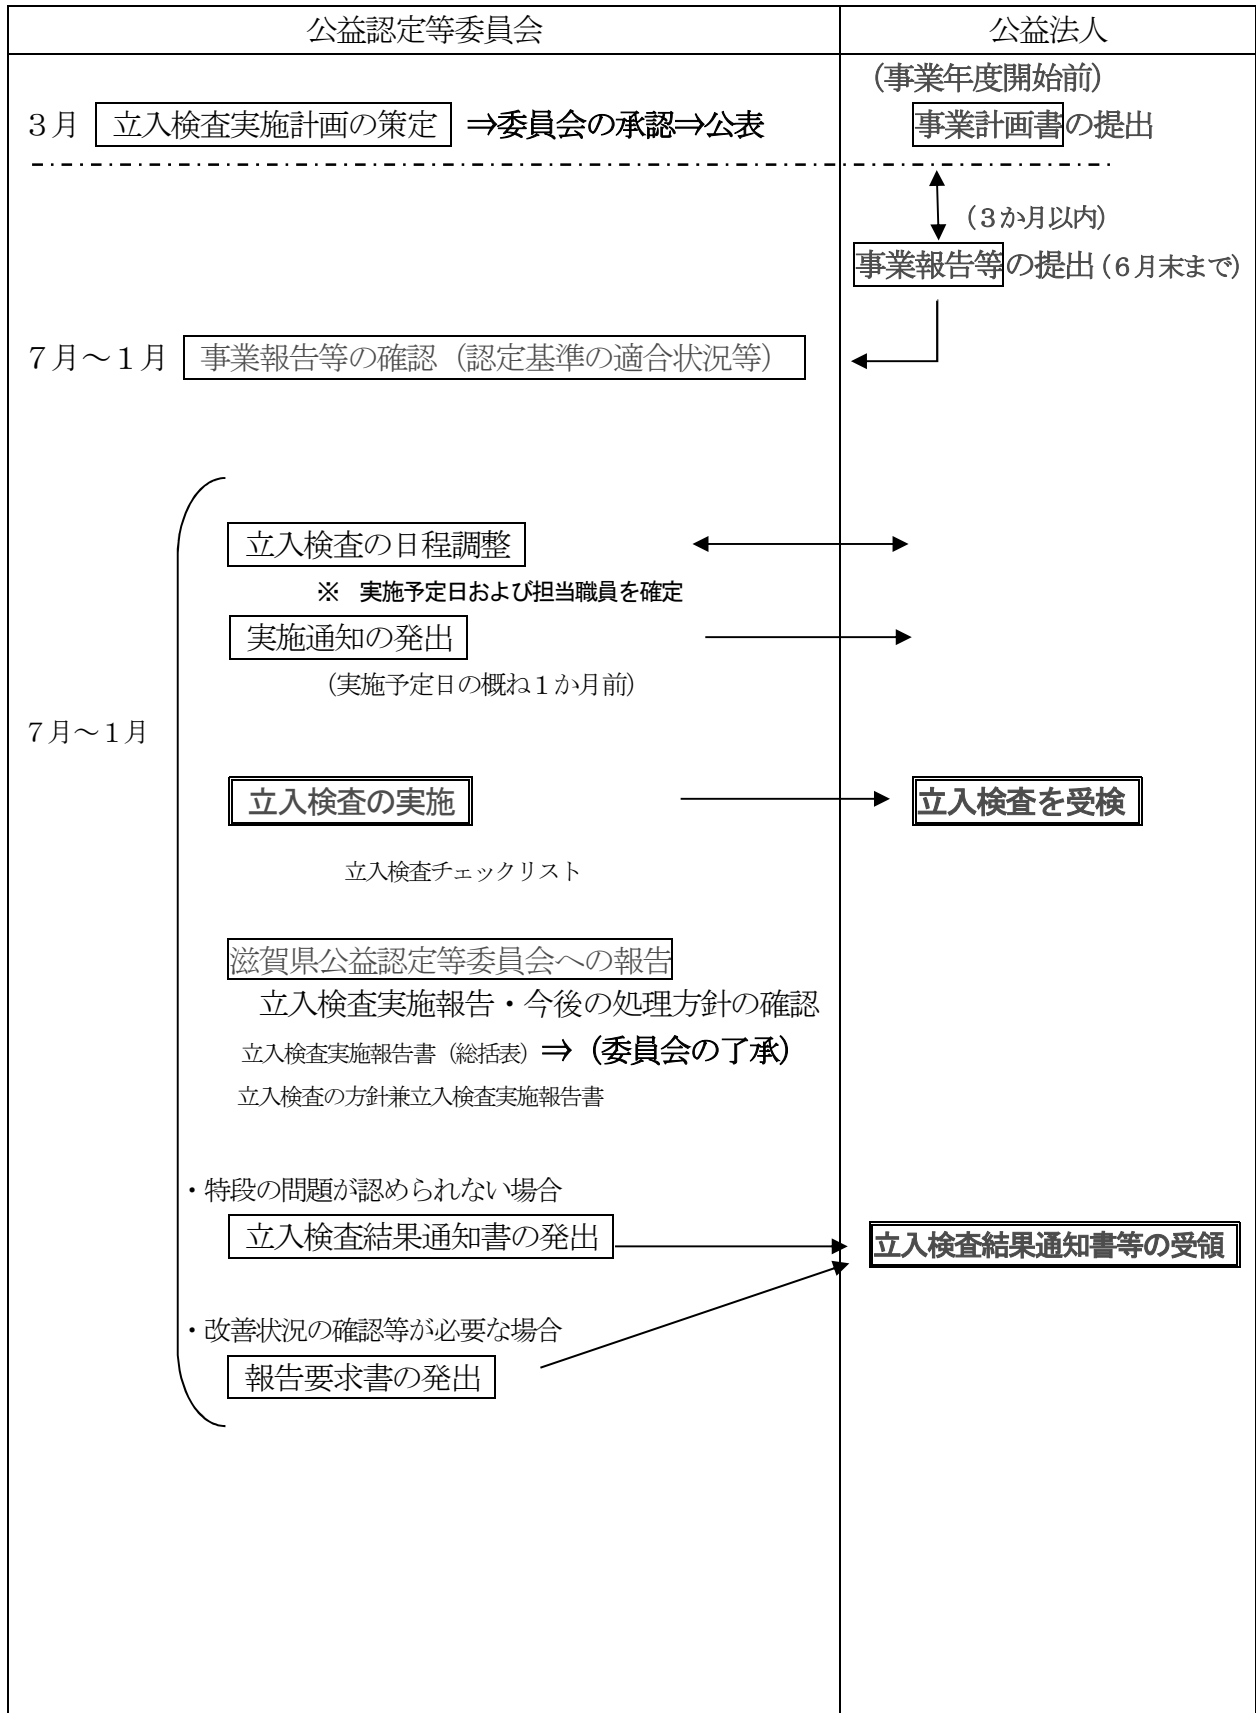 公益認定等委員会
公益法人
（事業年度開始前）
３月 立入検査実施計画の策定 ⇒委員会の承認⇒公表
事業計画書の提出
（３か月以内）
事業報告等の提出（６月末まで）
７月～１月 事業報告等の確認（認定基準の適合状況等）
立入検査の日程調整
※ 実施予定日および担当職員を確定
実施通知の発出
（実施予定日の概ね１か月前）
７月～１月
立入検査の実施
立入検査を受検
立入検査チェックリスト
滋賀県公益認定等委員会への報告
立入検査実施報告・今後の処理方針の確認
立入検査実施報告書（総括表）⇒（委員会の了承）
立入検査の方針兼立入検査実施報告書
・特段の問題が認められない場合
立入検査結果通知書の発出
立入検査結果通知書等の受領
・改善状況の確認等が必要な場合
報告要求書の発出